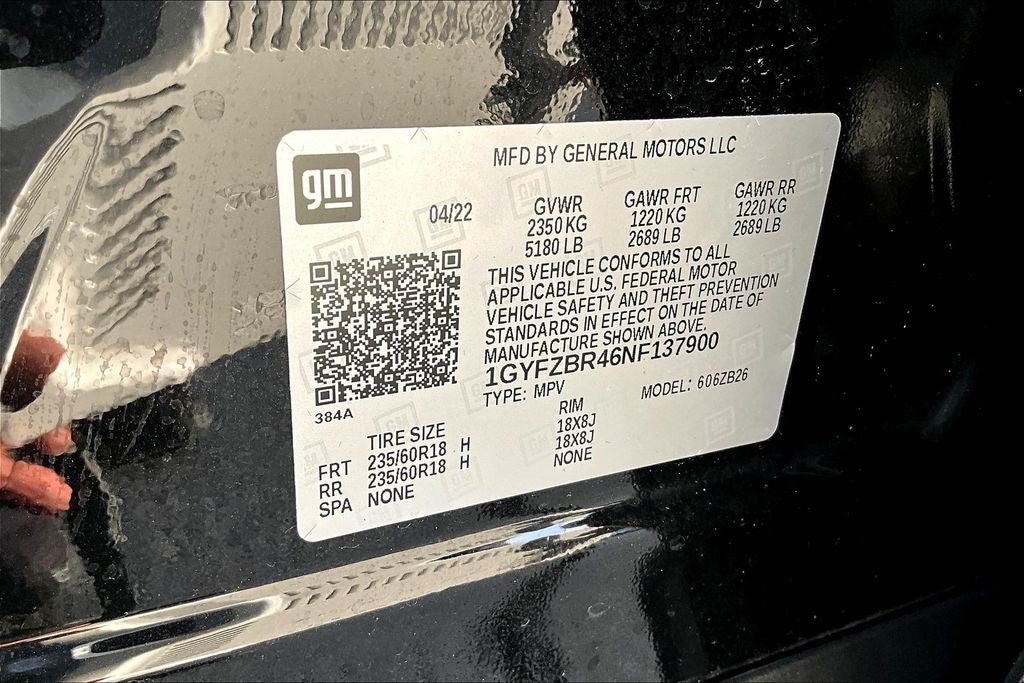 gm
MFD BY GENERAL MOTORS LLC
04/22
GVWR GAWR FRT GAWR RR
2350 KG 1220 KG 1220 KG
5180 LB 2689 LB 2689 LB
THIS VEHICLE CONFORMS TO ALL
APPLICABLE U.S. FEDERAL MOTOR
VEHICLE SAFETY AND THEFT PREVENTION
STANDARDS IN EFFECT ON THE DATE OF
MANUFACTURE SHOWN ABOVE.
1GYFZBR46NF137900
TYPE: MPV MODEL: 606ZB26
384A
TIRE SIZE RIM
FRT 235/60R18 H 18X8J
RR 235/60R18 H 18X8J
SPA NONE NONE